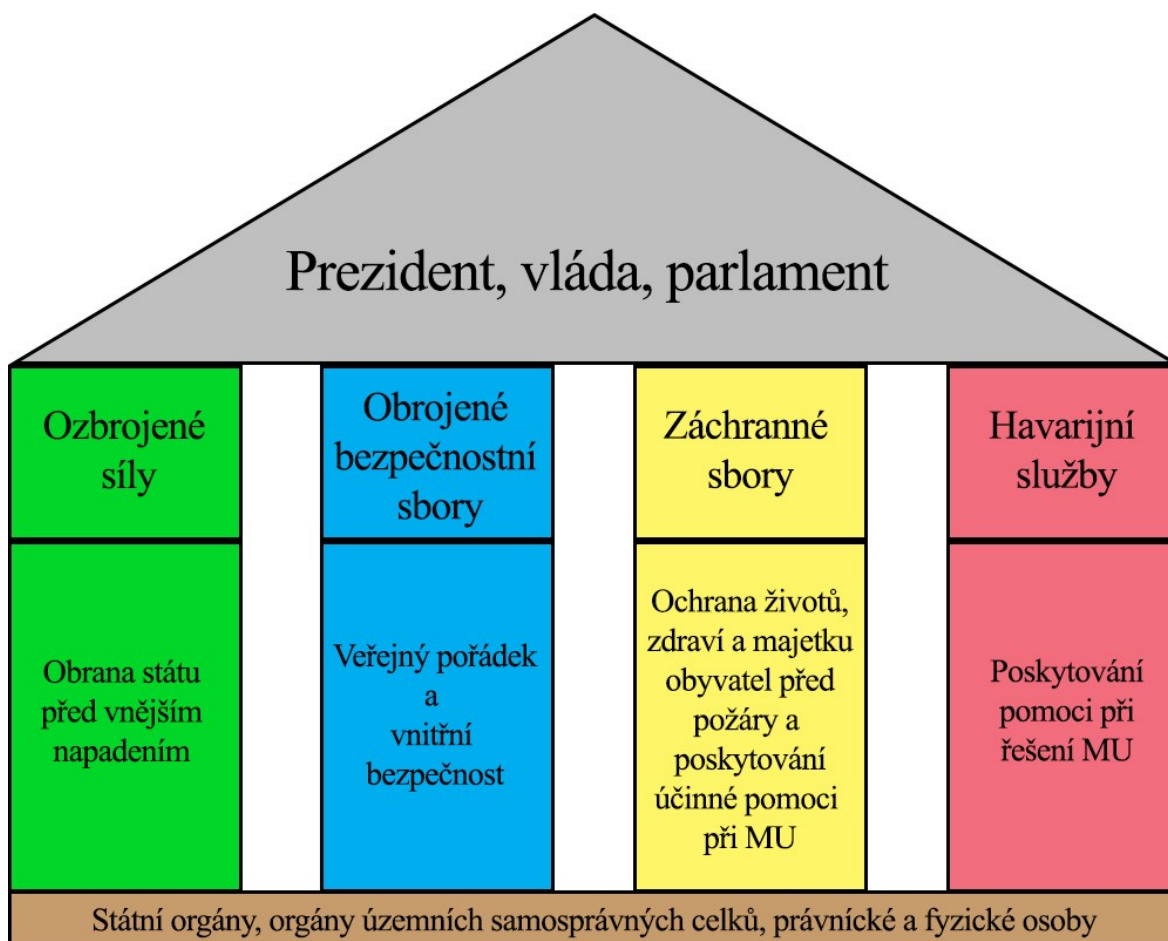 Prezident, vláda, parlament
Ozbrojené
síly
Obrojené
bezpečnostní
sbory
Záchranné
sbory
Havarijní
služby
Obrana státu
před vnějším
napadením
Veřejný pořádek
a
vnitřní
bezpečnost
Ochrana životů,
zdraví a majetku
obyvatel před
požáry a
poskytování
účinné pomoci
při MU
Poskytování
pomoci při
řešení MU
Státní orgány, orgány územních samosprávných celků, právnícké a fyzické osoby